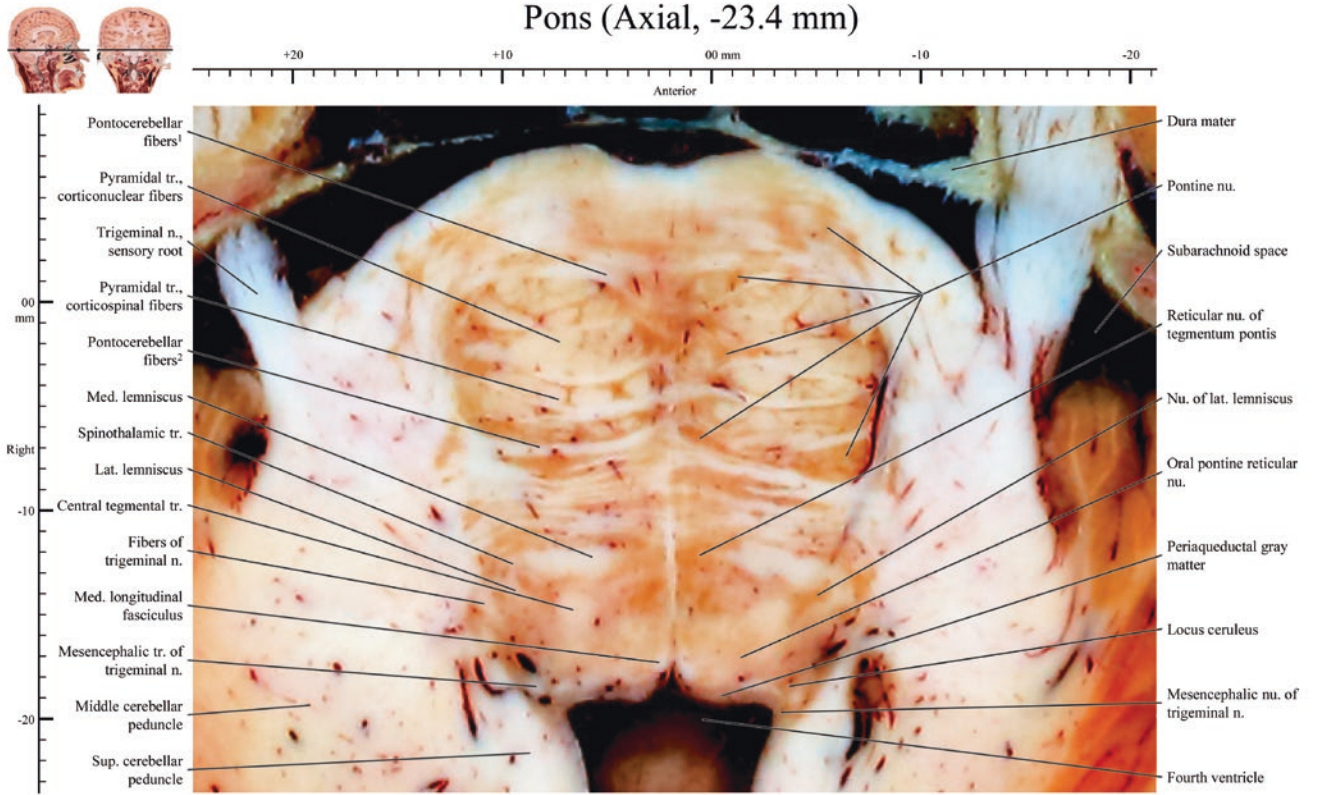 Pons (Axial, -23.4 mm)
+20
+10
00 mm
-10
-20
Anterior
Pontocerebellar
fibers¹
Pyramidal tr.,
corticonuclear fibers
Trigeminal n.,
sensory root
Pyramidal tr.,
corticospinal fibers
Pontocerebellar
fibers²
Med. lemniscus
Spinothalamic tr.
Lat. lemniscus
Central tegmental tr.
Fibers of
trigeminal n.
Med. longitudinal
fasciculus
Mesencephalic tr. of
trigeminal n.
Middle cerebellar
peduncle
Sup. cerebellar
peduncle
00
mm
Right
-10
-20
Dura mater
Pontine nu.
Subarachnoid space
Reticular nu. of
tegmentum pontis
Nu. of lat. lemniscus
Oral pontine reticular
nu.
Periaqueductal gray
matter
Locus ceruleus
Mesencephalic nu. of
trigeminal n.
Fourth ventricle